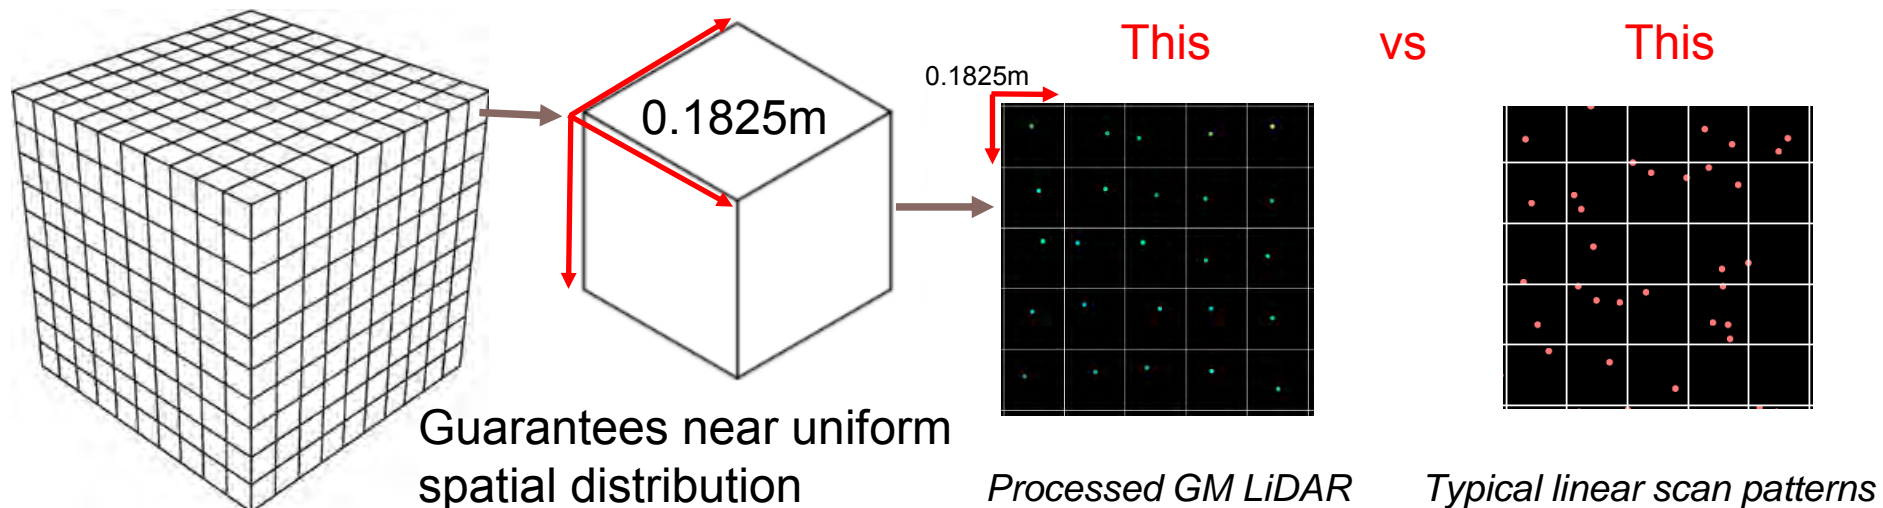 This vs This
0.1825m
0.1825m
Guarantees near uniform
spatial distribution
Processed GM LiDAR
Typical linear scan patterns